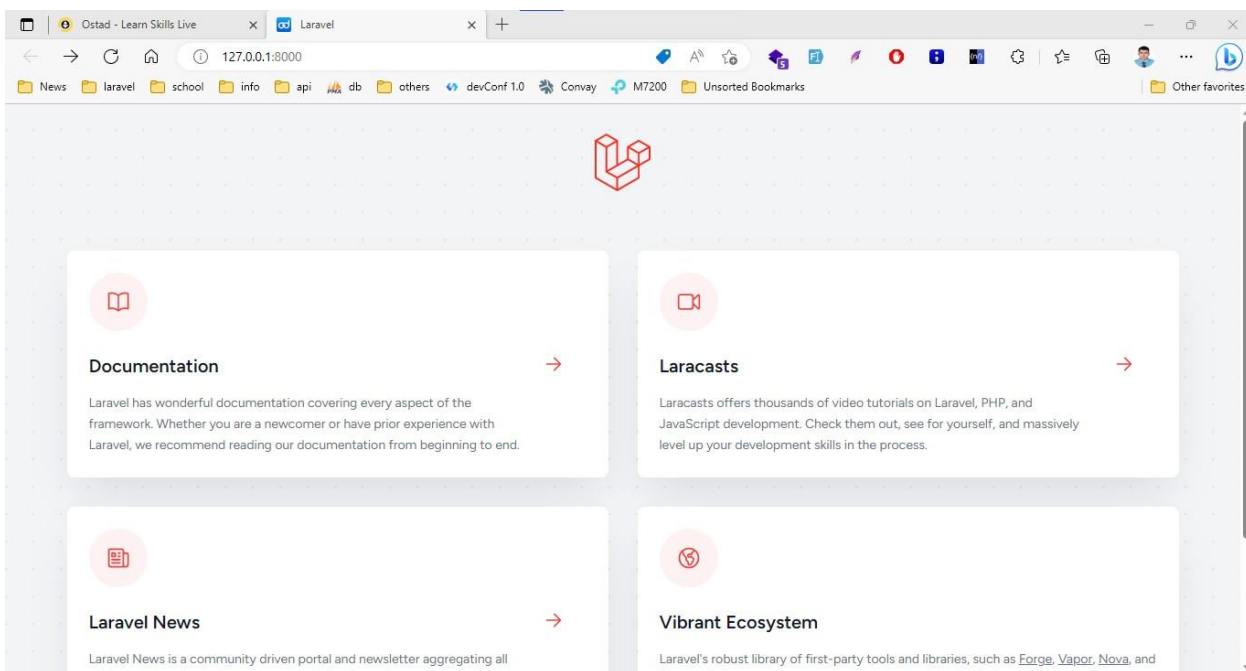 Ostad - Learn Skills Live
Laravel
127.0.0.1:8000
News laravel school info api db others devConf 1.0 Convay M7200 Unsorted Bookmarks Other favorites
Documentation
Laravel has wonderful documentation covering every aspect of the
framework. Whether you are a newcomer or have prior experience with
Laravel, we recommend reading our documentation from beginning to end.
Laracasts
Laracasts offers thousands of video tutorials on Laravel, PHP, and
JavaScript development. Check them out, see for yourself, and massively
level up your development skills in the process.
Laravel News
Laravel News is a community driven portal and newsletter aggregating all
Vibrant Ecosystem
Laravel's robust library of first-party tools and libraries, such as Forge, Vapor, Nova, and